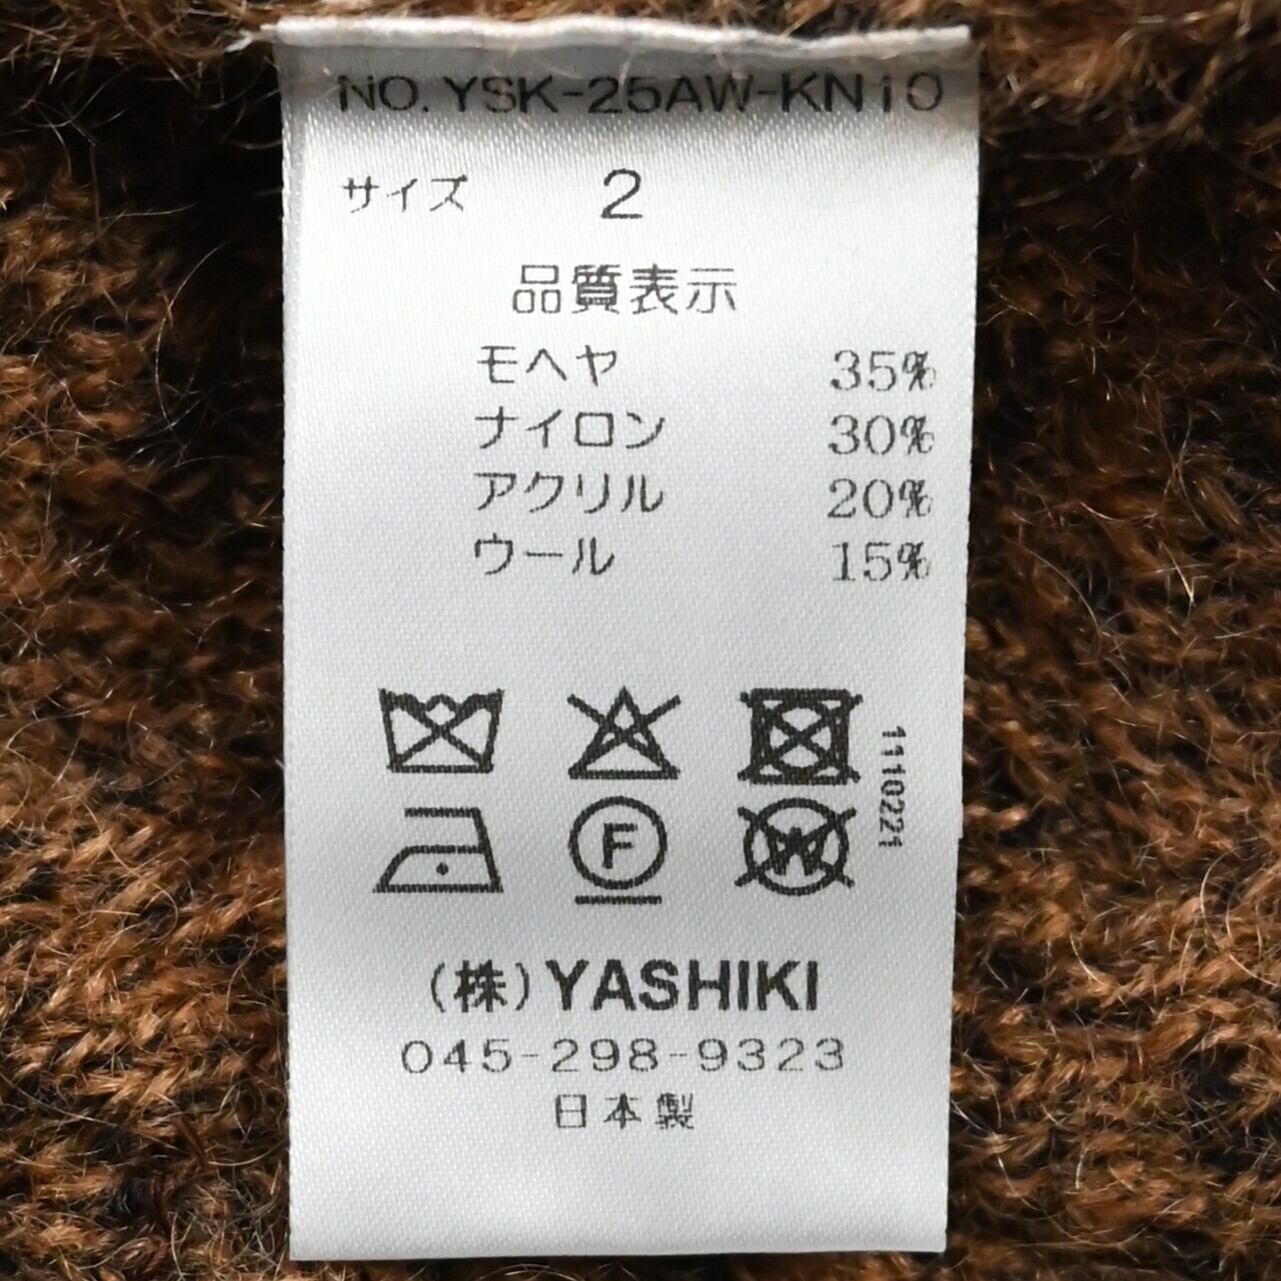 NO.YSK-25AW-KN10
サイズ 2
品質表示
モヘヤ 35%
ナイロン 30%
アクリル 20%
ウール 15%
1110221
F
W
(株)YASHIKI
045-298-9323
日本製